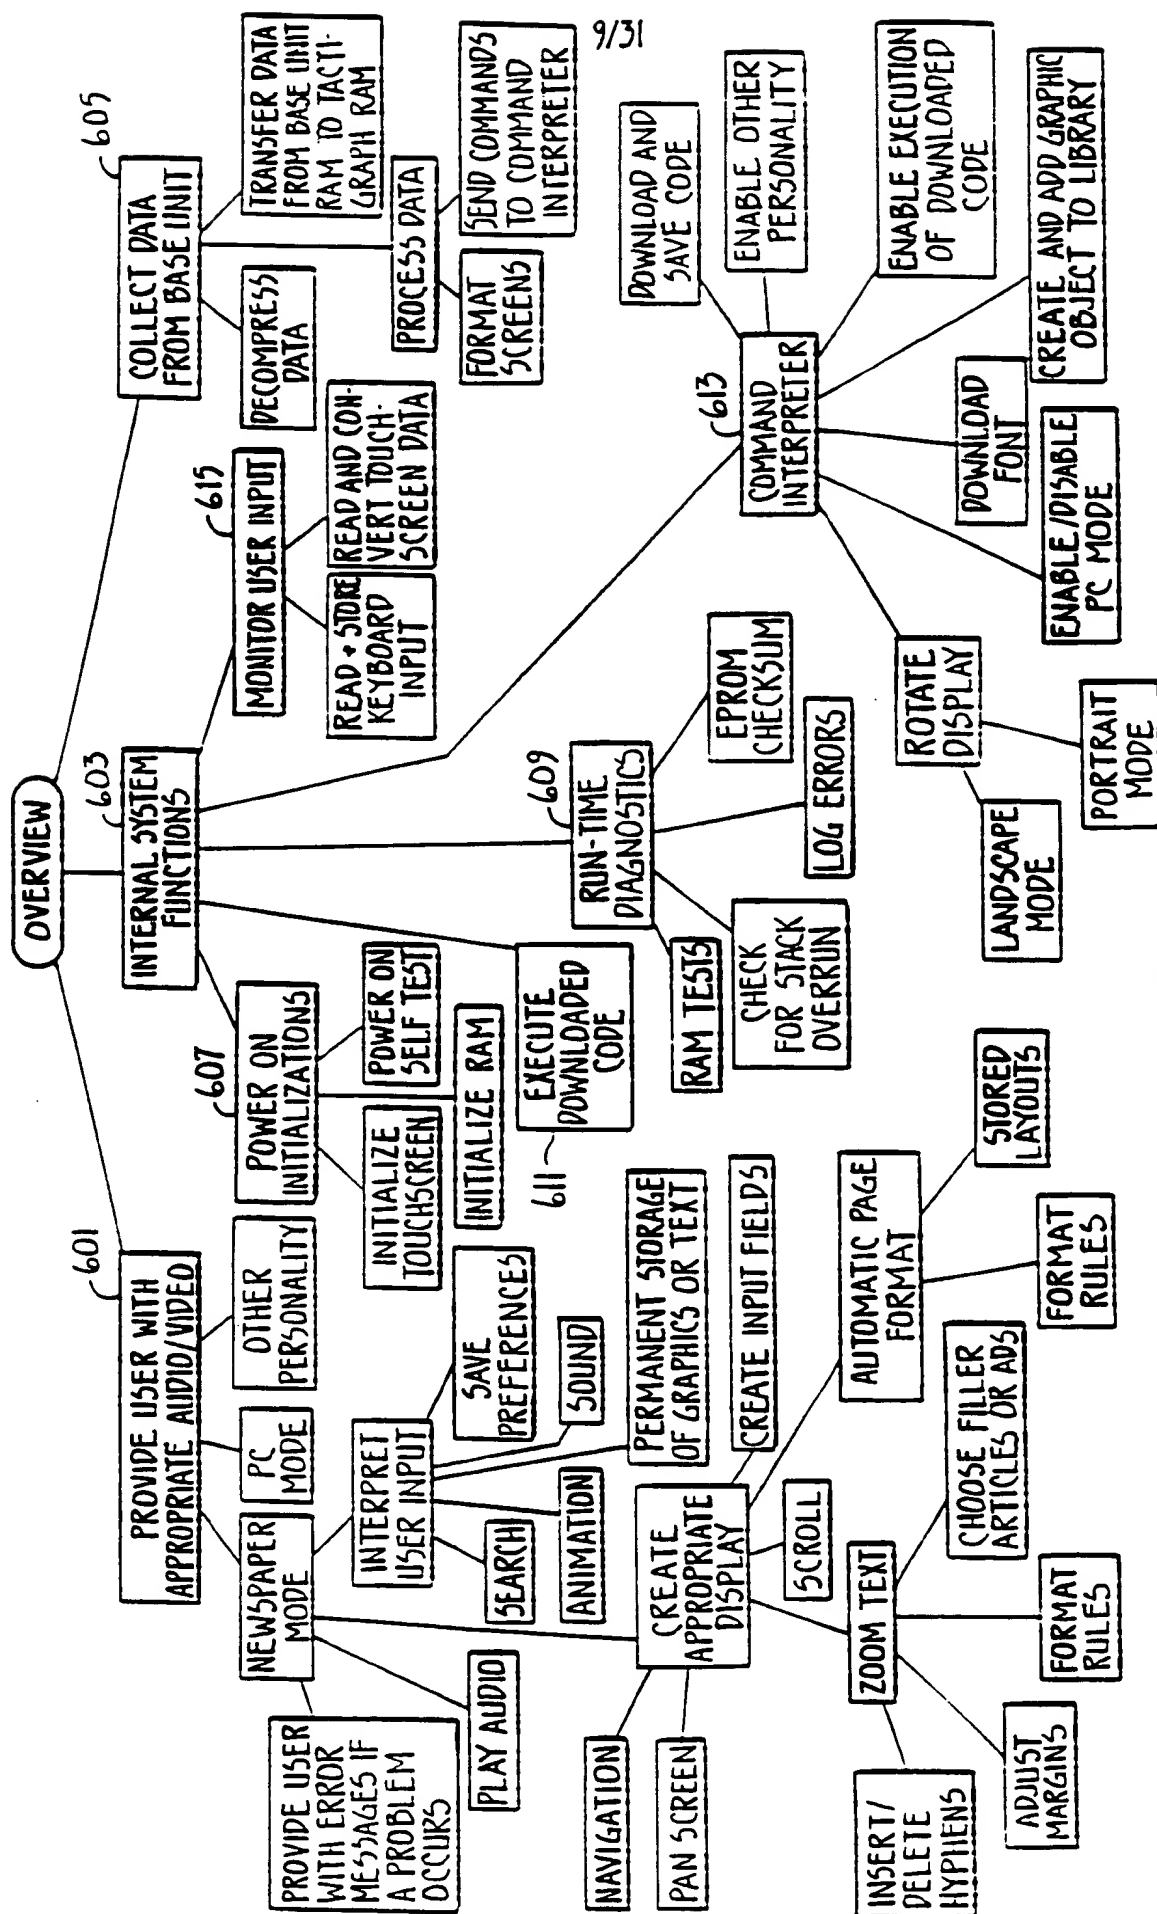 9/31
OVERVIEW
601
PROVIDE USER WITH
APPROPRIATE AUDIO/VIDEO
603
INTERNAL SYSTEM
FUNCTIONS
605
COLLECT DATA
FROM BASE UNIT
NEWSPAPER
MODE
PC
MODE
OTHER
PERSONALITY
607
POWER ON
INITIALIZATIONS
615
MONITOR USER INPUT
DECOMPRESS
DATA
TRANSFER DATA
FROM BASE UNIT
RAM TO TACTI-
GRAPH RAM
PROVIDE USER
WITH ERROR
MESSAGES IF
A PROBLEM
OCCURS
PLAY AUDIO
INTERPRET
USER INPUT
SAVE
PREFERENCES
INITIALIZE
TOUCHSCREEN
POWER ON
SELF TEST
INITIALIZE RAM
READ + STORE
KEYBOARD
INPUT
READ AND CON-
VERT TOUCH-
SCREEN DATA
PROCESS DATA
FORMAT
SCREENS
SEND COMMANDS
TO COMMAND
INTERPRETER
SEARCH
ANIMATION
SOUND
PERMANENT STORAGE
OF GRAPHICS OR TEXT
611
EXECUTE
DOWNLOADED
CODE
609
RUN-TIME
DIAGNOSTICS
NAVIGATION
PAN SCREEN
CREATE
APPROPRIATE
DISPLAY
CREATE INPUT FIELDS
SCROLL
RAM TESTS
CHECK
FOR STACK
OVERRUN
LOG ERRORS
EPROM
CHECKSUM
613
COMMAND
INTERPRETER
DOWNLOAD AND
SAVE CODE
ENABLE OTHER
PERSONALITY
ENABLE EXECUTION
OF DOWNLOADED
CODE
CREATE AND ADD GRAPHIC
OBJECT TO LIBRARY
DOWNLOAD
FONT
ENABLE/DISABLE
PC MODE
ROTATE
DISPLAY
LANDSCAPE
MODE
PORTRAIT
MODE
ZOOM TEXT
AUTOMATIC PAGE
FORMAT
INSERT/
DELETE
HYPHENS
ADJUST
MARGINS
FORMAT
RULES
CHOOSE FILLER
ARTICLES OR ADS
FORMAT
RULES
STORED
LAYOUTS